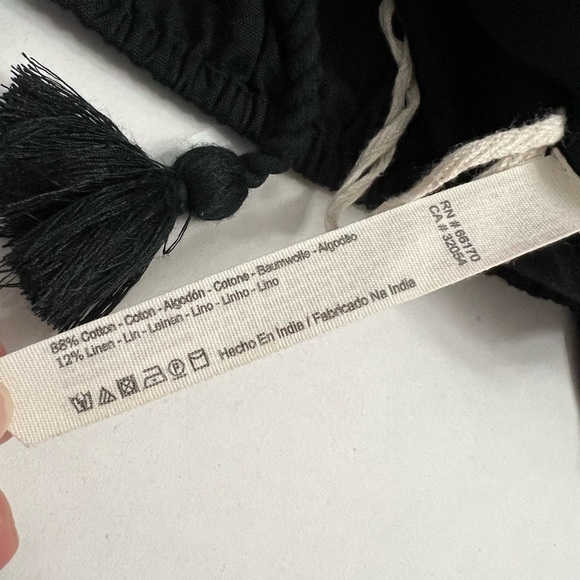 88% Cotton - Coton - Algodón - Cotone - Baumwolle - Algodão
12% Linen - Lin - Leinen - Lino - Linho - Lino
Hecho En India / Fabricado Na India
RN # 66170
CA # 32054